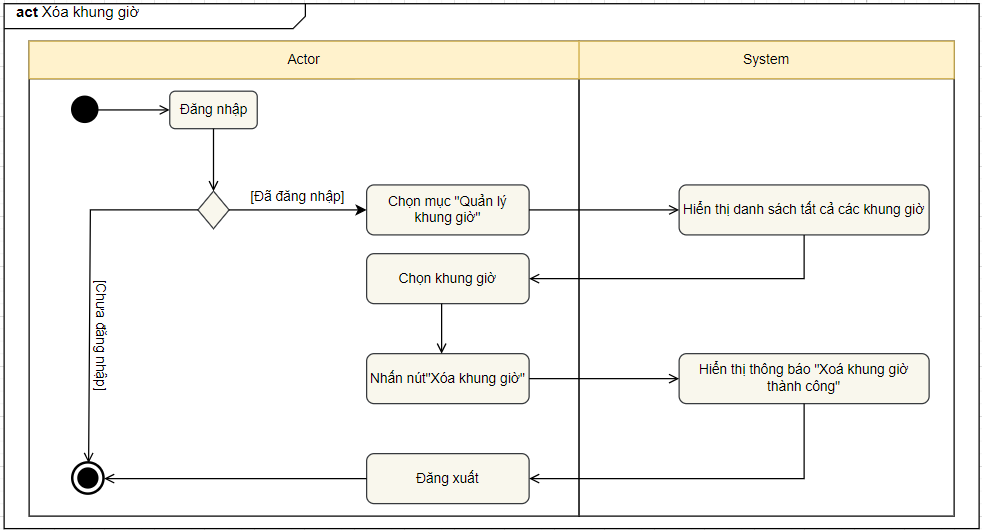 act Xóa khung giờ
Actor
System
Đăng nhập
[Đã đăng nhập]
Chọn mục "Quản lý
khung giờ"
Hiển thị danh sách tất cả các khung giờ
[Chưa đăng nhập]
Chọn khung giờ
Nhấn nút"Xóa khung giờ"
Hiển thị thông báo "Xoá khung giờ
thành công"
Đăng xuất